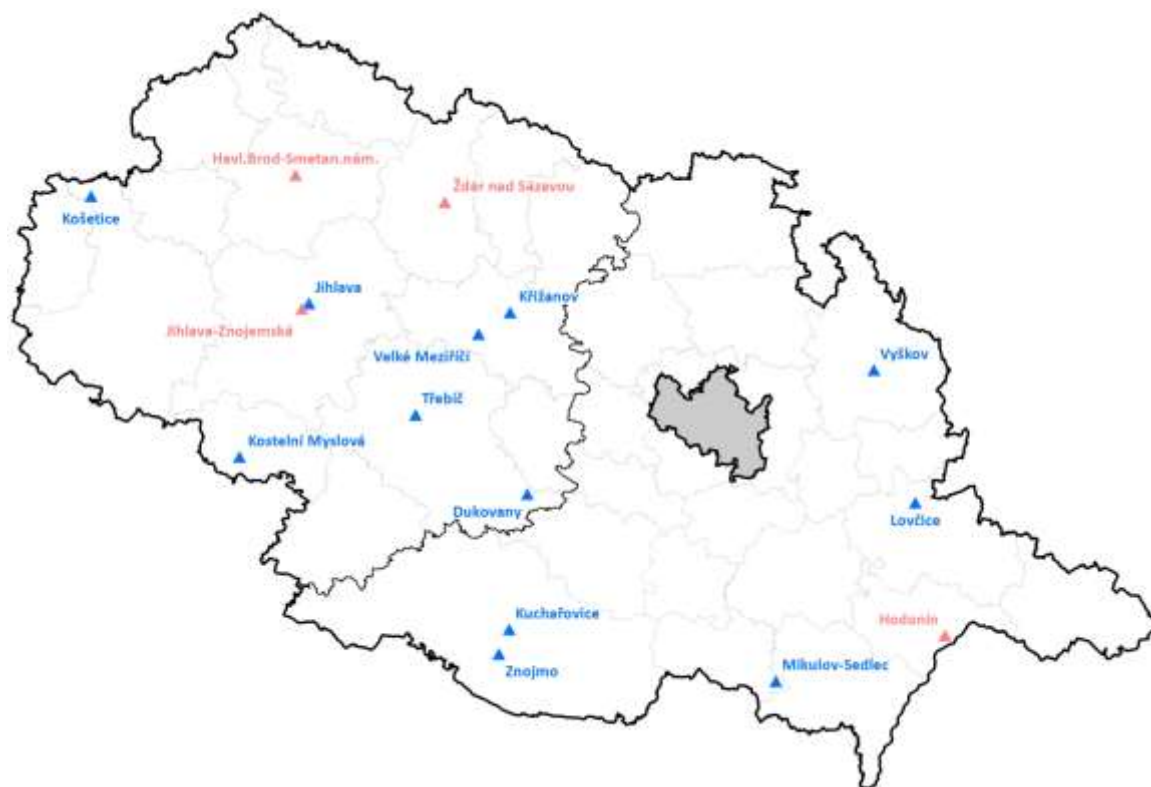 Havl.Brod-Smetan.nám.
Žďár nad Sázavou
Košetice
Jihlava
Křižanov
Jihlava-Znojemská
Velké Meziříčí
Vyškov
Třebíč
Kostelní Myslová
Dukovany
Lovčice
Kuchařovice
Hodonín
Znojmo
Mikulov-Sedlec